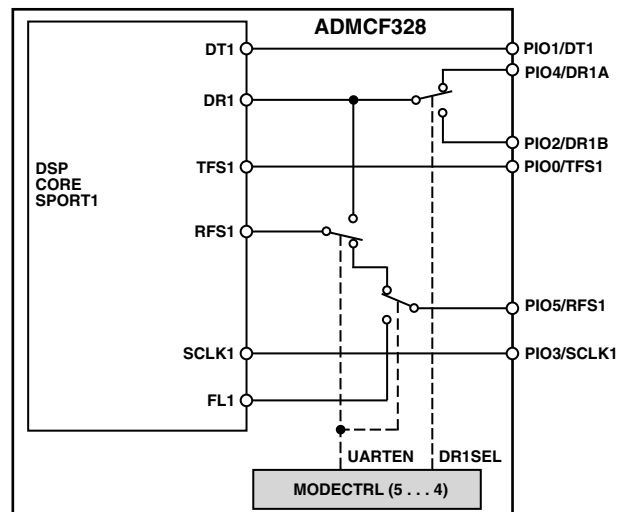 ADMCF328
DT1
PIO1/DT1
PIO4/DR1A
DR1
PIO2/DR1B
DSP
CORE
SPORT1
TFS1
PIO0/TFS1
RFS1
PIO5/RFS1
SCLK1
PIO3/SCLK1
FL1
UARTEN
DR1SEL
MODECTRL (5 . . . 4)